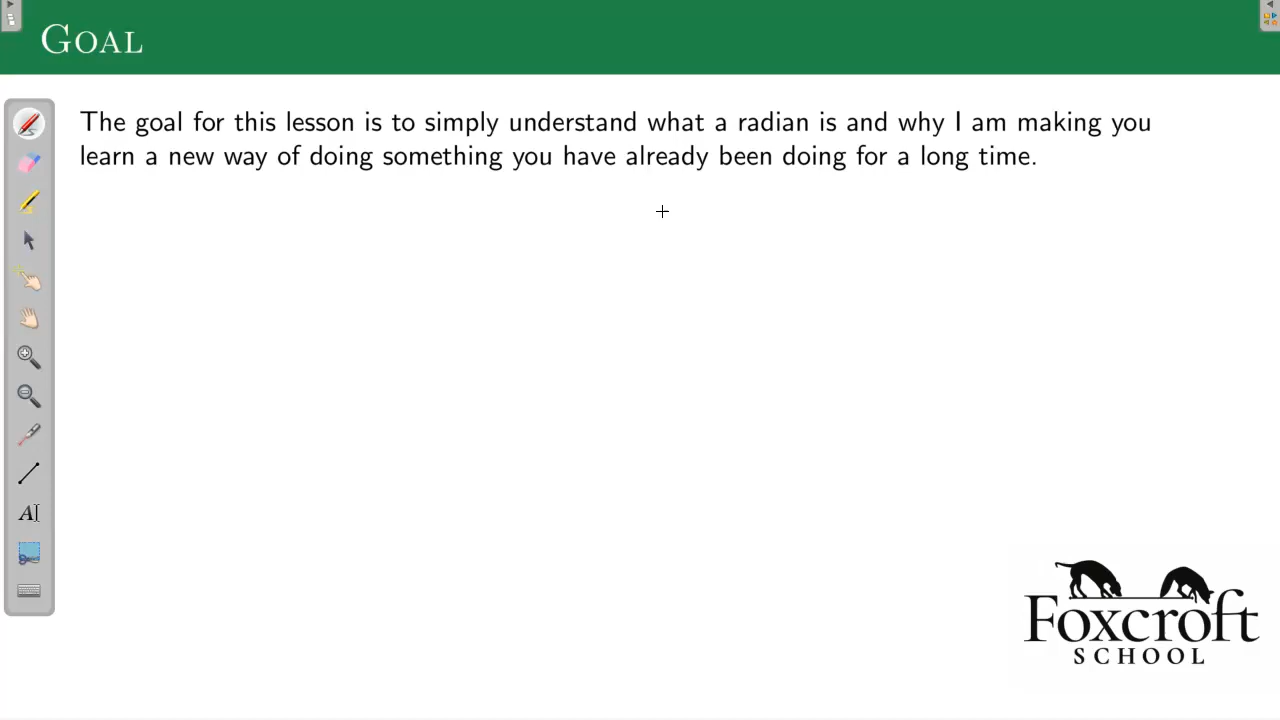 Goal
The goal for this lesson is to simply understand what a radian is and why I am making you
learn a new way of doing something you have already been doing for a long time.
A
Foxcroft
SCHOOL